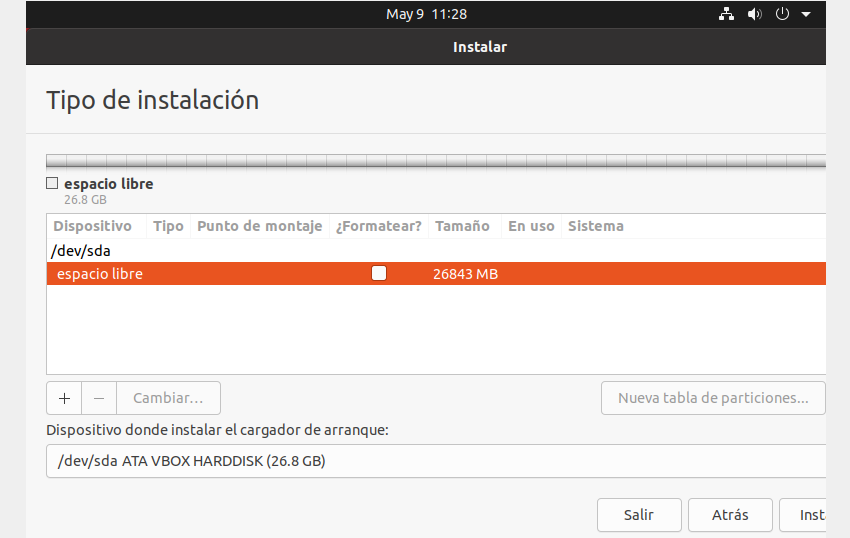 May 9 11:28
Instalar
Tipo de instalación
espacio libre
26.8 GB
Dispositivo Tipo Punto de montaje ¿Formatear? Tamaño En uso Sistema
/dev/sda
espacio libre 26843 MB
+ − Cambiar... Nueva tabla de particiones...
Dispositivo donde instalar el cargador de arranque:
/dev/sda ATA VBOX HARDDISK (26.8 GB)
Salir Atrás Inst